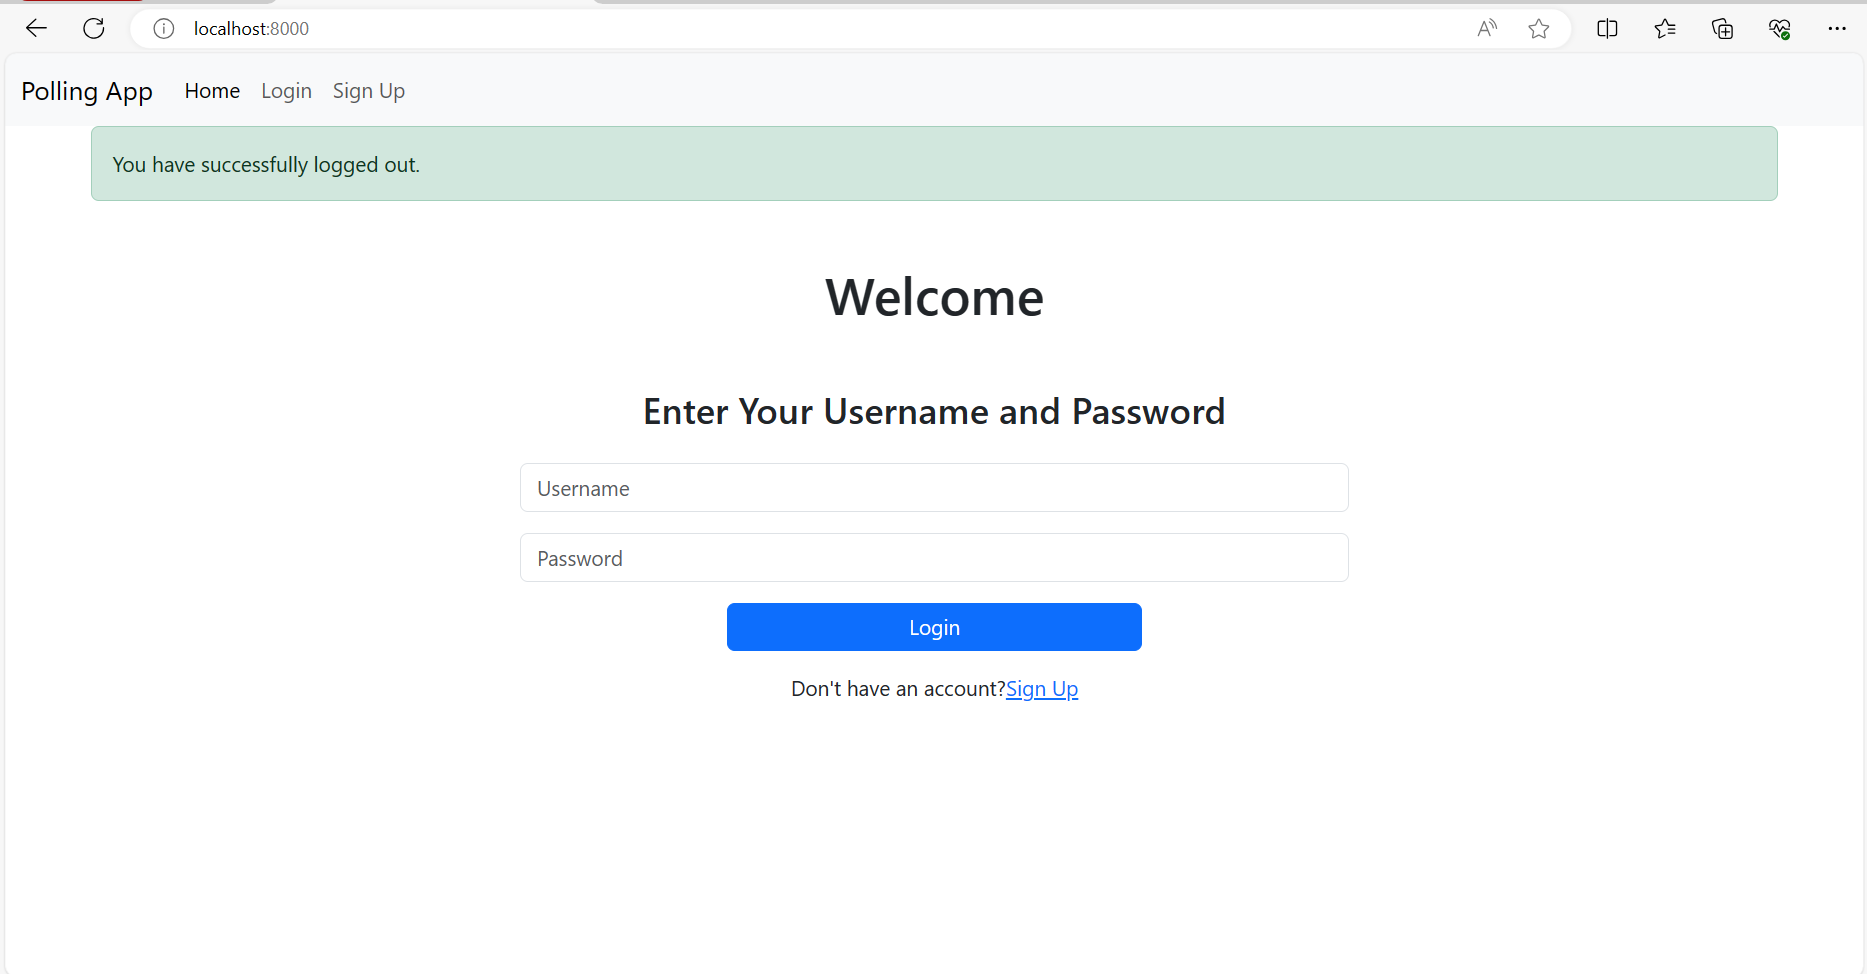 localhost:8000
Polling App Home Login Sign Up
You have successfully logged out.
Welcome
Enter Your Username and Password
Username
Password
Login
Don't have an account?Sign Up